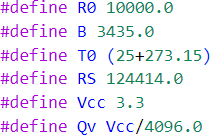 #define R0 10000.0
#define B 3435.0
#define T0 (25+273.15)
#define RS 124414.0
#define Vcc 3.3
#define Qv Vcc/4096.0